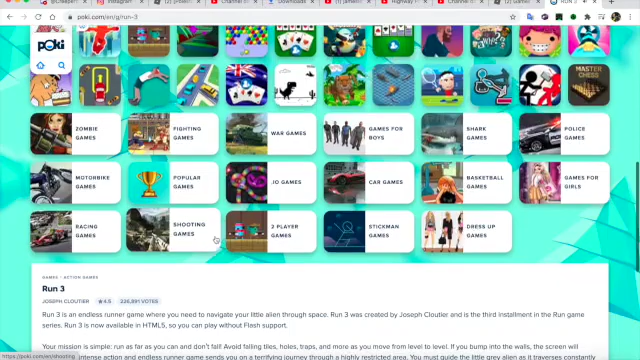 @Cheeper
Instagram
Channel
Downloads
Highway
Channel
Gamebl
RUN 3
poki.com/en/g/run-3
poki
MASTER
CHESS
ZOMBIE
GAMES
FIGHTING
GAMES
WAR GAMES
GAMES FOR
BOYS
SHARK
GAMES
POLICE
GAMES
MOTORBIKE
GAMES
POPULAR
GAMES
.IO GAMES
CAR GAMES
BASKETBALL
GAMES
GAMES FOR
GIRLS
RACING
GAMES
SHOOTING
GAMES
2 PLAYER
GAMES
STICKMAN
GAMES
DRESS UP
GAMES
GAMES › ACTION GAMES
Run 3
JOSEPH CLOUTIER ★4.5 226,891 VOTES
Run 3 is an endless runner game where you need to navigate your little alien through space. Run 3 was created by Joseph Cloutier and is the third installment in the Run game
series. Run 3 is now available in HTML5, so you can play without Flash support.
Your mission is simple: run as far as you can and don't fall! Avoid falling tiles, holes, traps, and more as you move from level to level. If you bump into the walls, the screen will
intense action and endless runner game sends you on a terrifying journey through a highly restricted area. You must guide the grey alien as it traverses constantly
https://poki.com/en/shooting